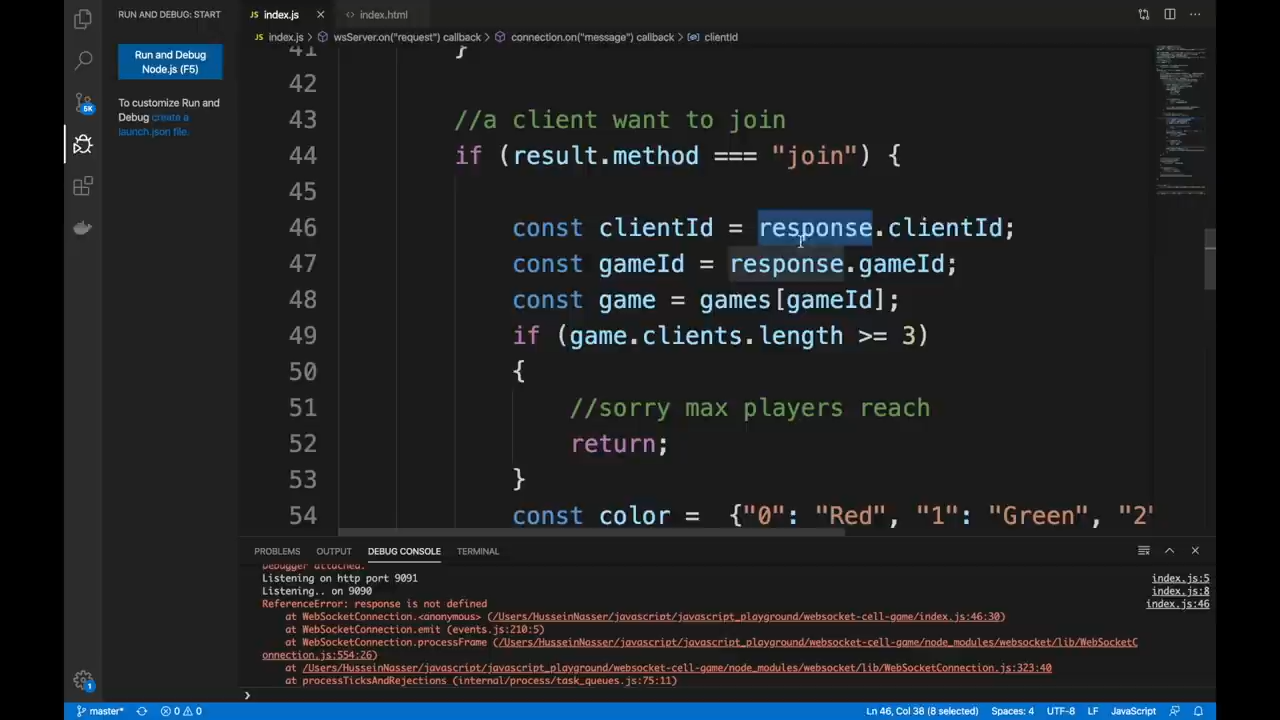 RUN AND DEBUG: START
Run and Debug
Node.js (F5)
To customize Run and
Debug create a
launch.json file.
5K
1
JS index.js ×
<> index.html
JS index.js > wsServer.on("request") callback > connection.on("message") callback > clientId
41 }
42
43 //a client want to join
44 if (result.method === "join") {
45
46 const clientId = response.clientId;
47 const gameId = response.gameId;
48 const game = games[gameId];
49 if (game.clients.length >= 3)
50 {
51 //sorry max players reach
52 return;
53 }
54 const color = {"0": "Red", "1": "Green", "2"
PROBLEMS OUTPUT DEBUG CONSOLE TERMINAL
Debugger attached.
Listening on http port 9091 index.js:5
Listening.. on 9090 index.js:8
ReferenceError: response is not defined index.js:46
at WebSocketConnection.<anonymous> (/Users/HusseinNasser/javascript/javascript_playground/websocket-cell-game/index.js:46:30)
at WebSocketConnection.emit (events.js:210:5)
at WebSocketConnection.processFrame (/Users/HusseinNasser/javascript/javascript_playground/websocket-cell-game/node_modules/websocket/lib/WebSocketC
onnection.js:554:26)
at /Users/HusseinNasser/javascript/javascript_playground/websocket-cell-game/node_modules/websocket/lib/WebSocketConnection.js:323:40
at processTicksAndRejections (internal/process/task_queues.js:75:11)
>
master* 0 0 Ln 46, Col 38 (8 selected) Spaces: 4 UTF-8 LF JavaScript